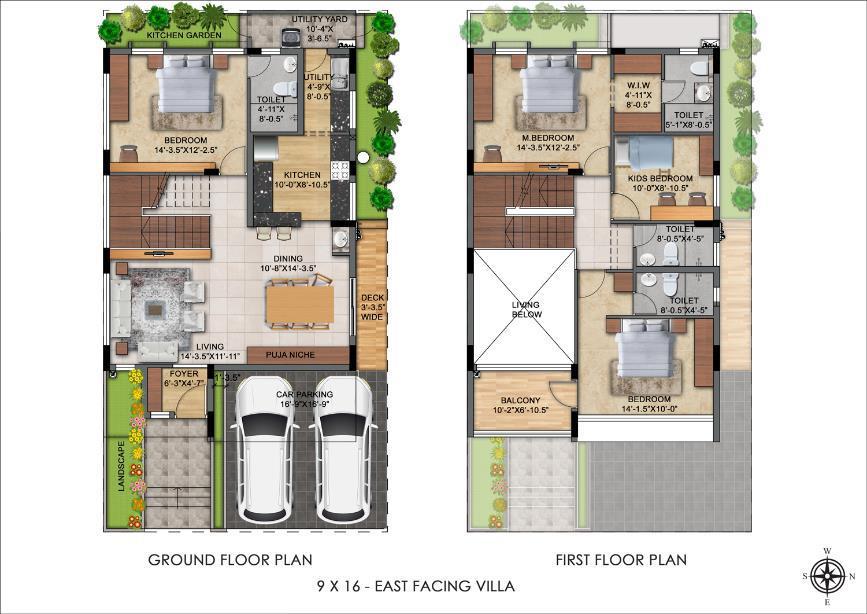 UTILITY YARD
10'-4"X
3'-6.5"
KITCHEN GARDEN
UTILITY
4'-9"X
8'-0.5"
TOILET
4'-11"X
8'-0.5"
BEDROOM
14'-3.5"X12'-2.5"
KITCHEN
10'-0"X8'-10.5"
DINING
10'-8"X14'-3.5"
DECK
3'-3.5"
WIDE
LIVING
14'-3.5"X11'-11"
PUJA NICHE
FOYER
6'-3"X4'-7"
1'-3.5"
CAR PARKING
16'-9"X16'-9"
LANDSCAPE
GROUND FLOOR PLAN
W.I.W
4'-11"X
8'-0.5"
TOILET
5'-1"X8'-0.5"
M.BEDROOM
14'-3.5"X12'-2.5"
KIDS BEDROOM
10'-0"X8'-10.5"
TOILET
8'-0.5"X4'-5"
TOILET
8'-0.5"X4'-5"
LIVING
BELOW
BALCONY
10'-2"X6'-10.5"
BEDROOM
14'-1.5"X10'-0"
FIRST FLOOR PLAN
9 X 16 - EAST FACING VILLA
W
S N
E